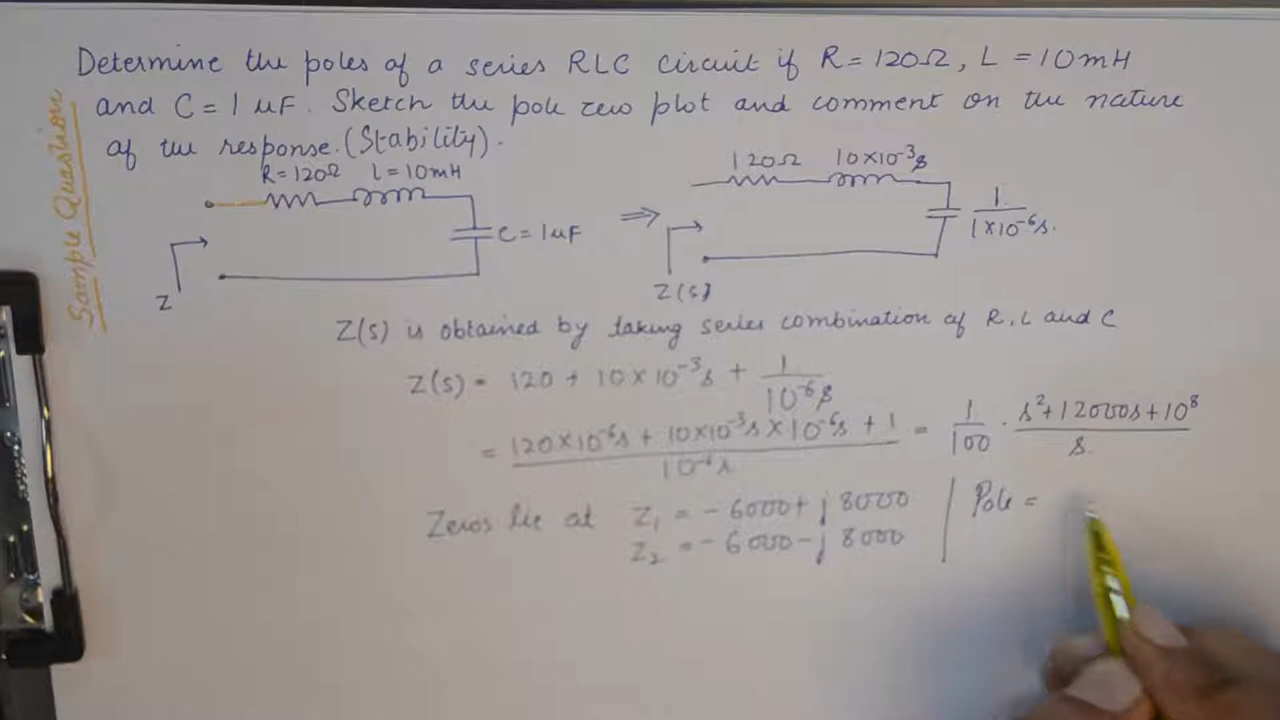 Determine the poles of a series RLC circuit if R = 120Ω, L = 10mH
and C = 1 μF. Sketch the pole zero plot and comment on the nature
of the response. (Stability).
Sample Question
R=120Ω L=10mH
C=1μF
Z
⇒
120Ω 10×10⁻³s
1/(1×10⁻⁶s).
Z(s)
Z(s) is obtained by taking series combination of R, L and C
Z(s) = 120 + 10×10⁻³s + 1/(10⁻⁶s)
= (120×10⁻⁶s + 10×10⁻³s×10⁻⁶s + 1)/(10⁻⁶s) = 1/100 · (s²+12000s+10⁸)/s
Zeros lie at Z₁ = -6000+j8000 | Pole =
Z₂ = -6000-j8000